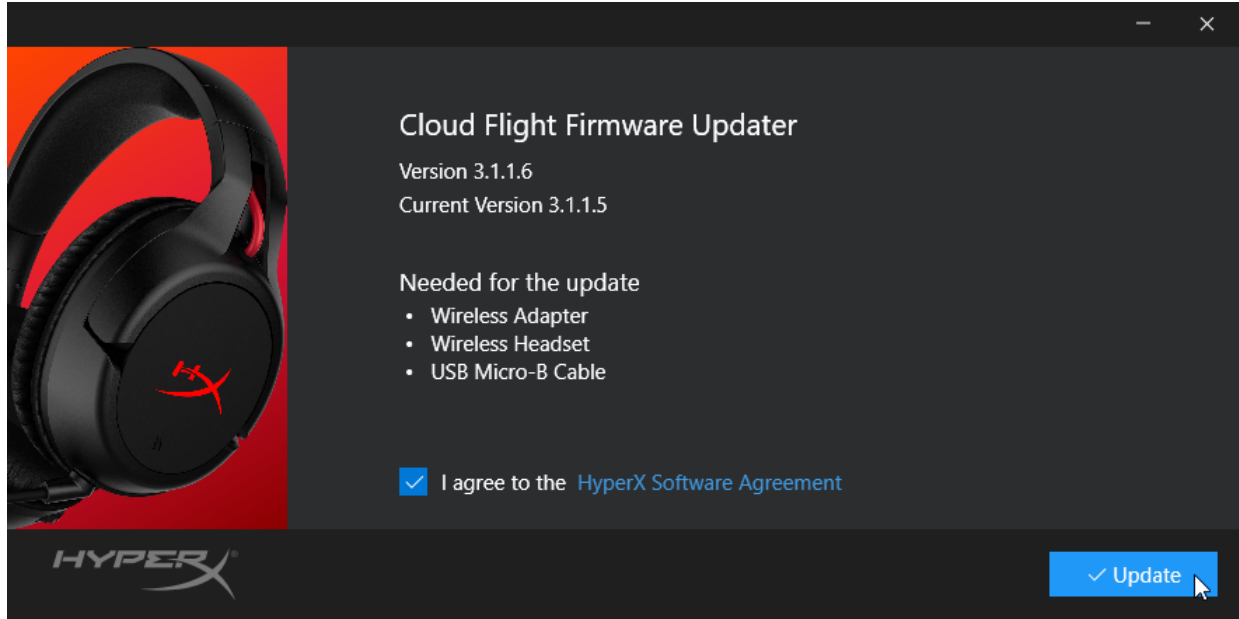 Cloud Flight Firmware Updater
Version 3.1.1.6
Current Version 3.1.1.5
Needed for the update
• Wireless Adapter
• Wireless Headset
• USB Micro-B Cable
I agree to the HyperX Software Agreement
HYPERX®
Update